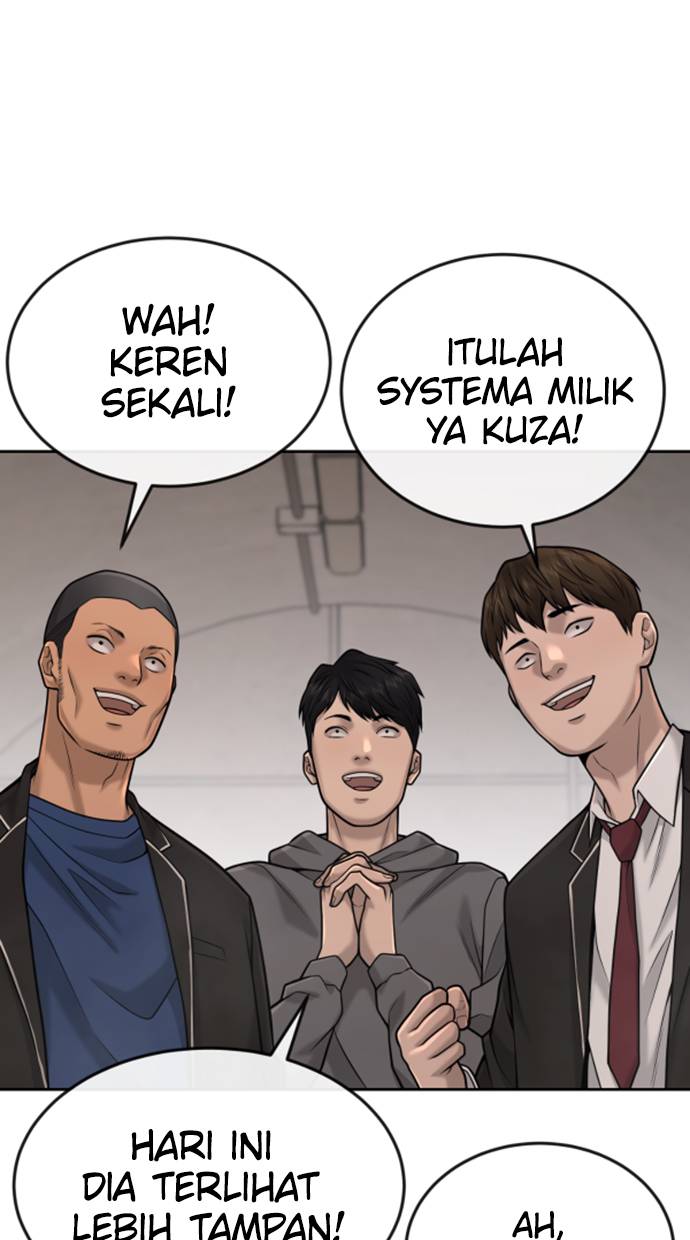 WAH!
KEREN
SEKALI!
ITULAH
SYSTEMA MILIK
YA KUZA!
HARI INI
DIA TERLIHAT
LEBIH TAMPAN!
AH,